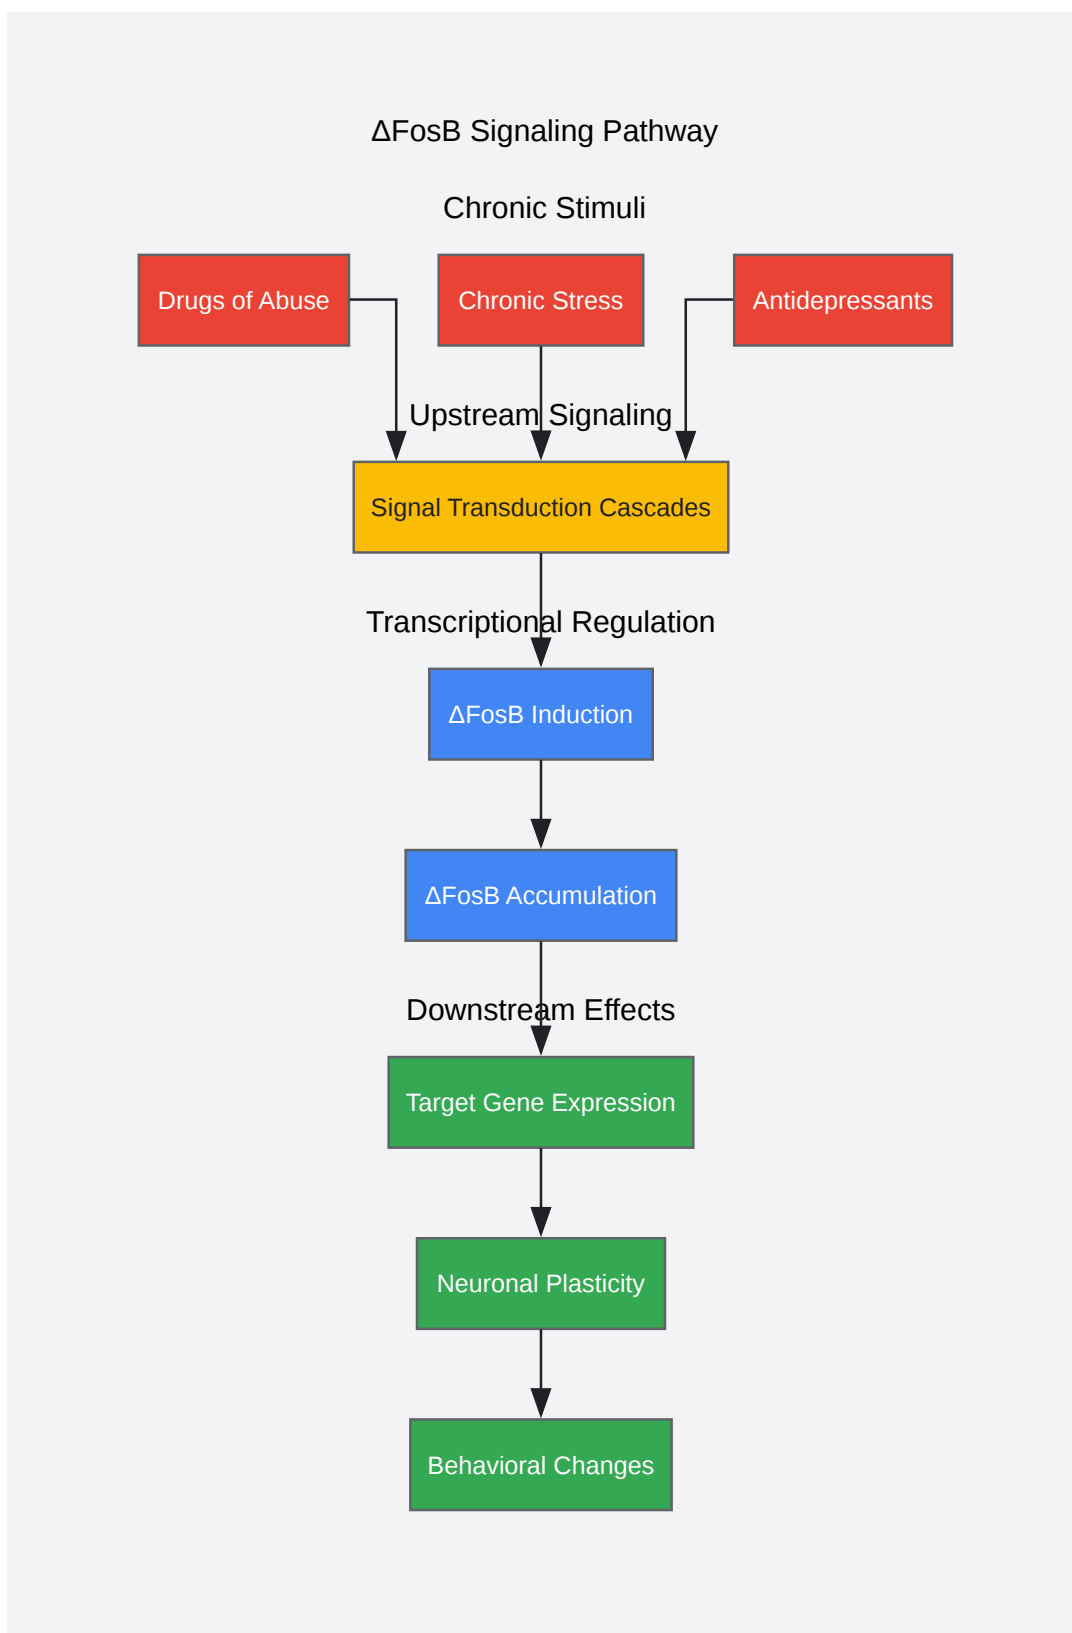 ΔFosB Signaling Pathway
Chronic Stimuli
Drugs of Abuse
Chronic Stress
Antidepressants
Upstream Signaling
Signal Transduction Cascades
Transcriptional Regulation
ΔFosB Induction
ΔFosB Accumulation
Downstream Effects
Target Gene Expression
Neuronal Plasticity
Behavioral Changes